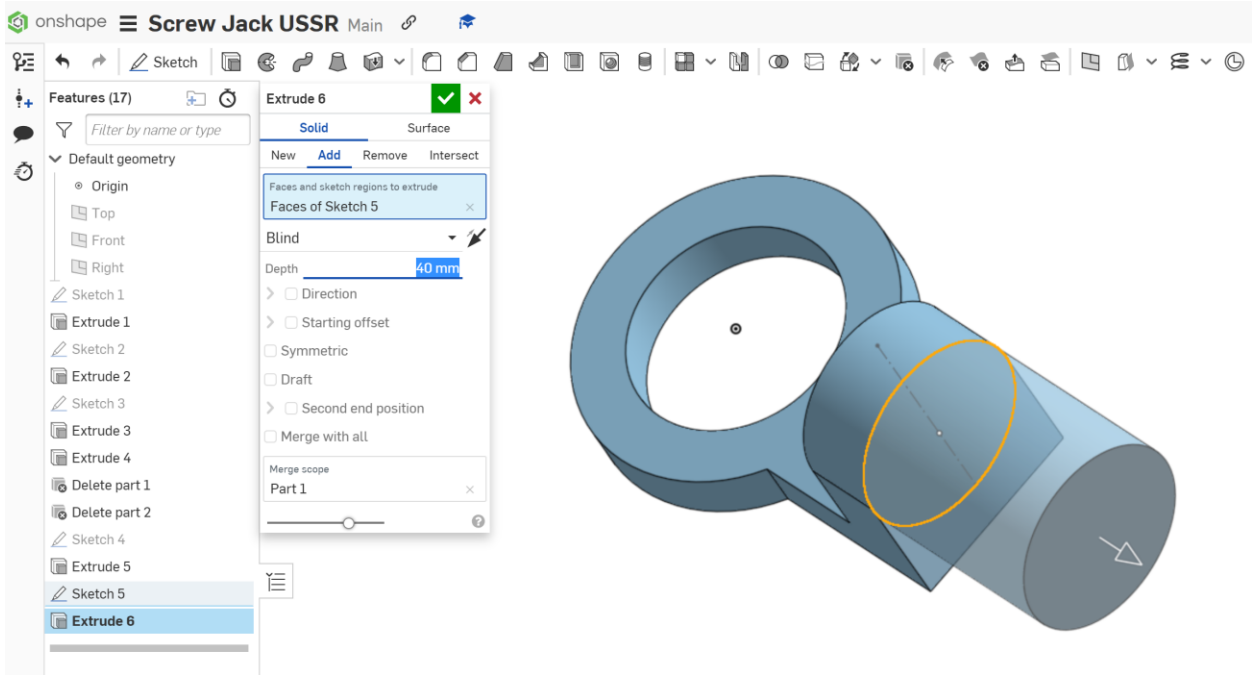 onshape Screw Jack USSR Main
Sketch
Features (17)
Filter by name or type
Default geometry
Origin
Top
Front
Right
Sketch 1
Extrude 1
Sketch 2
Extrude 2
Sketch 3
Extrude 3
Extrude 4
Delete part 1
Delete part 2
Sketch 4
Extrude 5
Sketch 5
Extrude 6
Extrude 6
Solid Surface
New Add Remove Intersect
Faces and sketch regions to extrude
Faces of Sketch 5
Blind
Depth 40 mm
Direction
Starting offset
Symmetric
Draft
Second end position
Merge with all
Merge scope
Part 1